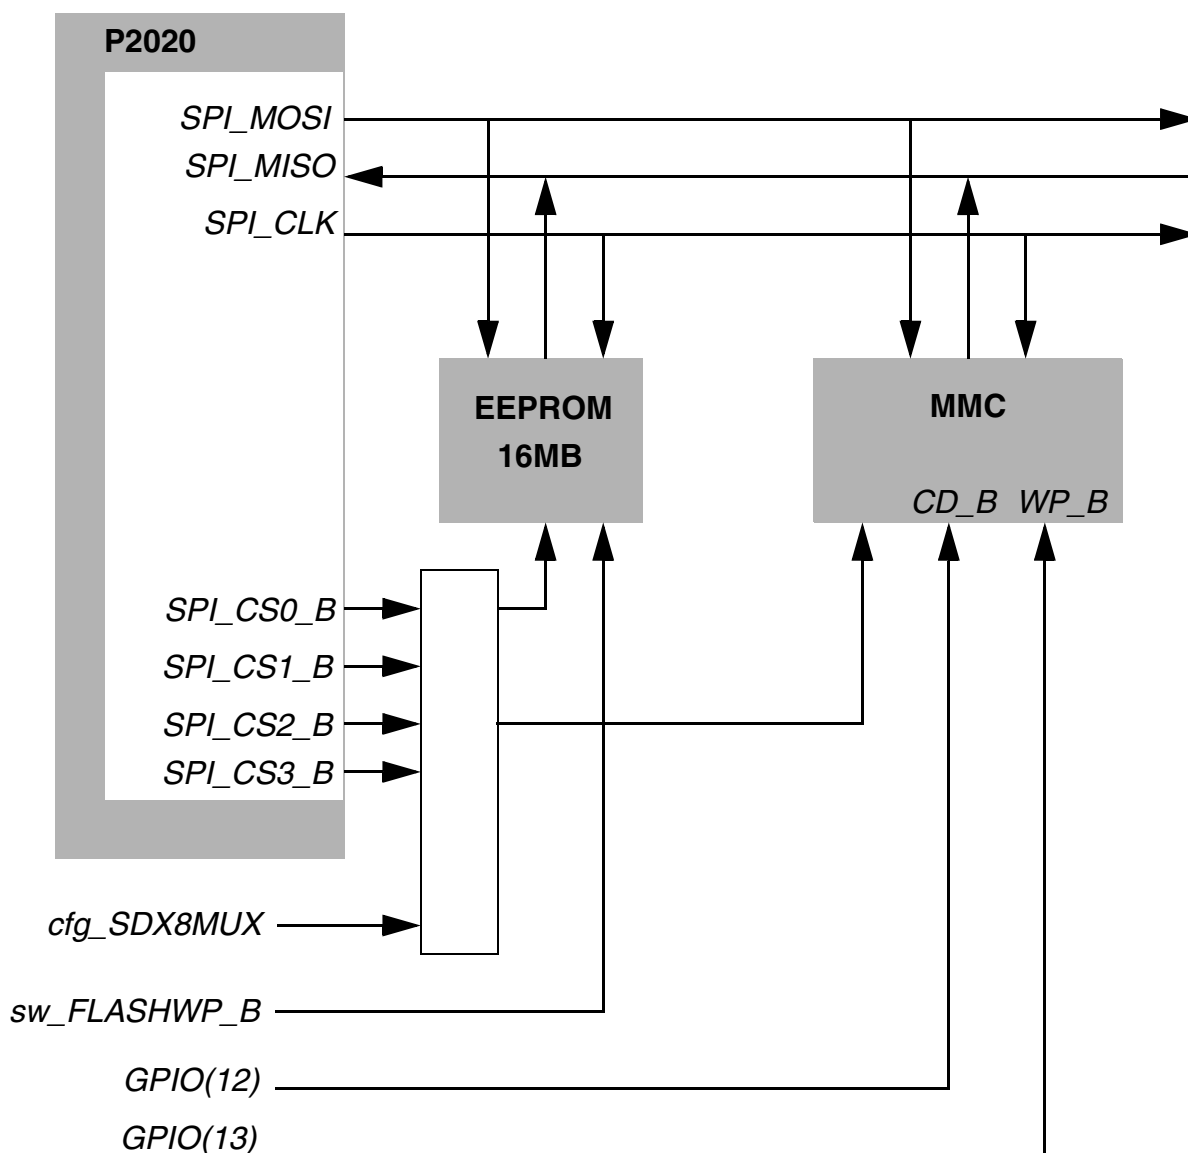 P2020
SPI_MOSI
SPI_MISO
SPI_CLK
EEPROM
16MB
MMC
CD_B WP_B
SPI_CS0_B
SPI_CS1_B
SPI_CS2_B
SPI_CS3_B
cfg_SDX8MUX
sw_FLASHWP_B
GPIO(12)
GPIO(13)